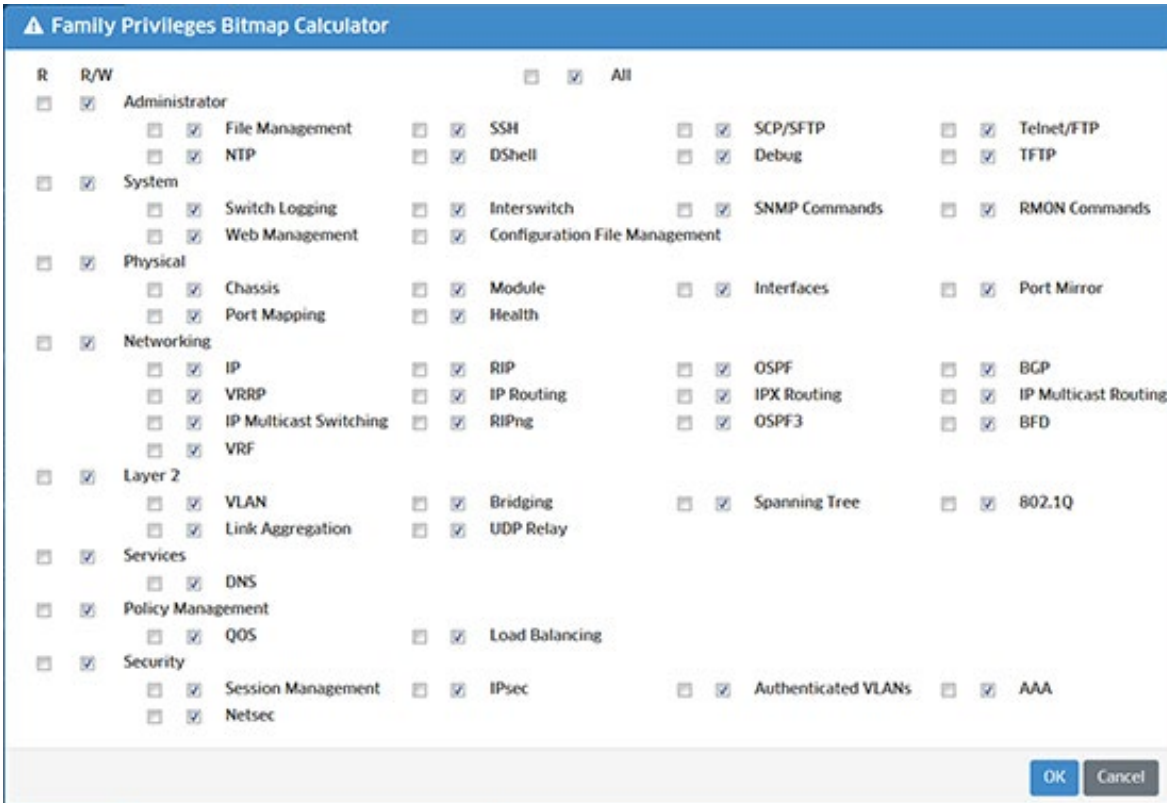 Family Privileges Bitmap Calculator
R R/W All
Administrator
File Management SSH SCP/SFTP Telnet/FTP
NTP DShell Debug TFTP
System
Switch Logging Interswitch SNMP Commands RMON Commands
Web Management Configuration File Management
Physical
Chassis Module Interfaces Port Mirror
Port Mapping Health
Networking
IP RIP OSPF BGP
VRRP IP Routing IPX Routing IP Multicast Routing
IP Multicast Switching RIPng OSPF3 BFD
VRF
Layer 2
VLAN Bridging Spanning Tree 802.1Q
Link Aggregation UDP Relay
Services
DNS
Policy Management
QOS Load Balancing
Security
Session Management IPsec Authenticated VLANs AAA
Netsec
OK Cancel